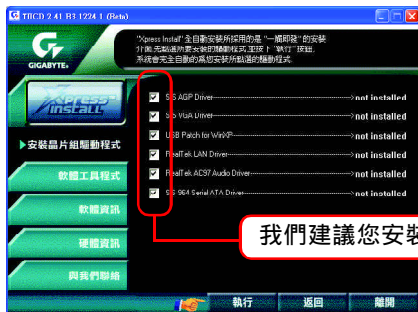 TUCD 2.41 B3.1224.1 (Beta)
GIGABYTE
"Xpress Install" 全自動安裝所採用的是 "一觸即發" 的安裝
介面,先點選所要安裝的驅動程式,並按下 "執行" 按鈕,
系統會完全自動的為您安裝所點選的驅動程式.
Xpress
INSTALL
安裝晶片組驅動程式
軟體工具程式
軟體資訊
硬體資訊
與我們聯絡
SiS AGP Driver not installed
SiS VGA Driver not installed
USB Patch for WinXP not installed
RealTek LAN Driver not installed
RealTek AC97 Audio Driver not installed
SiS 964 Serial ATA Driver not installed
我們建議您安裝
執行
返回
離開